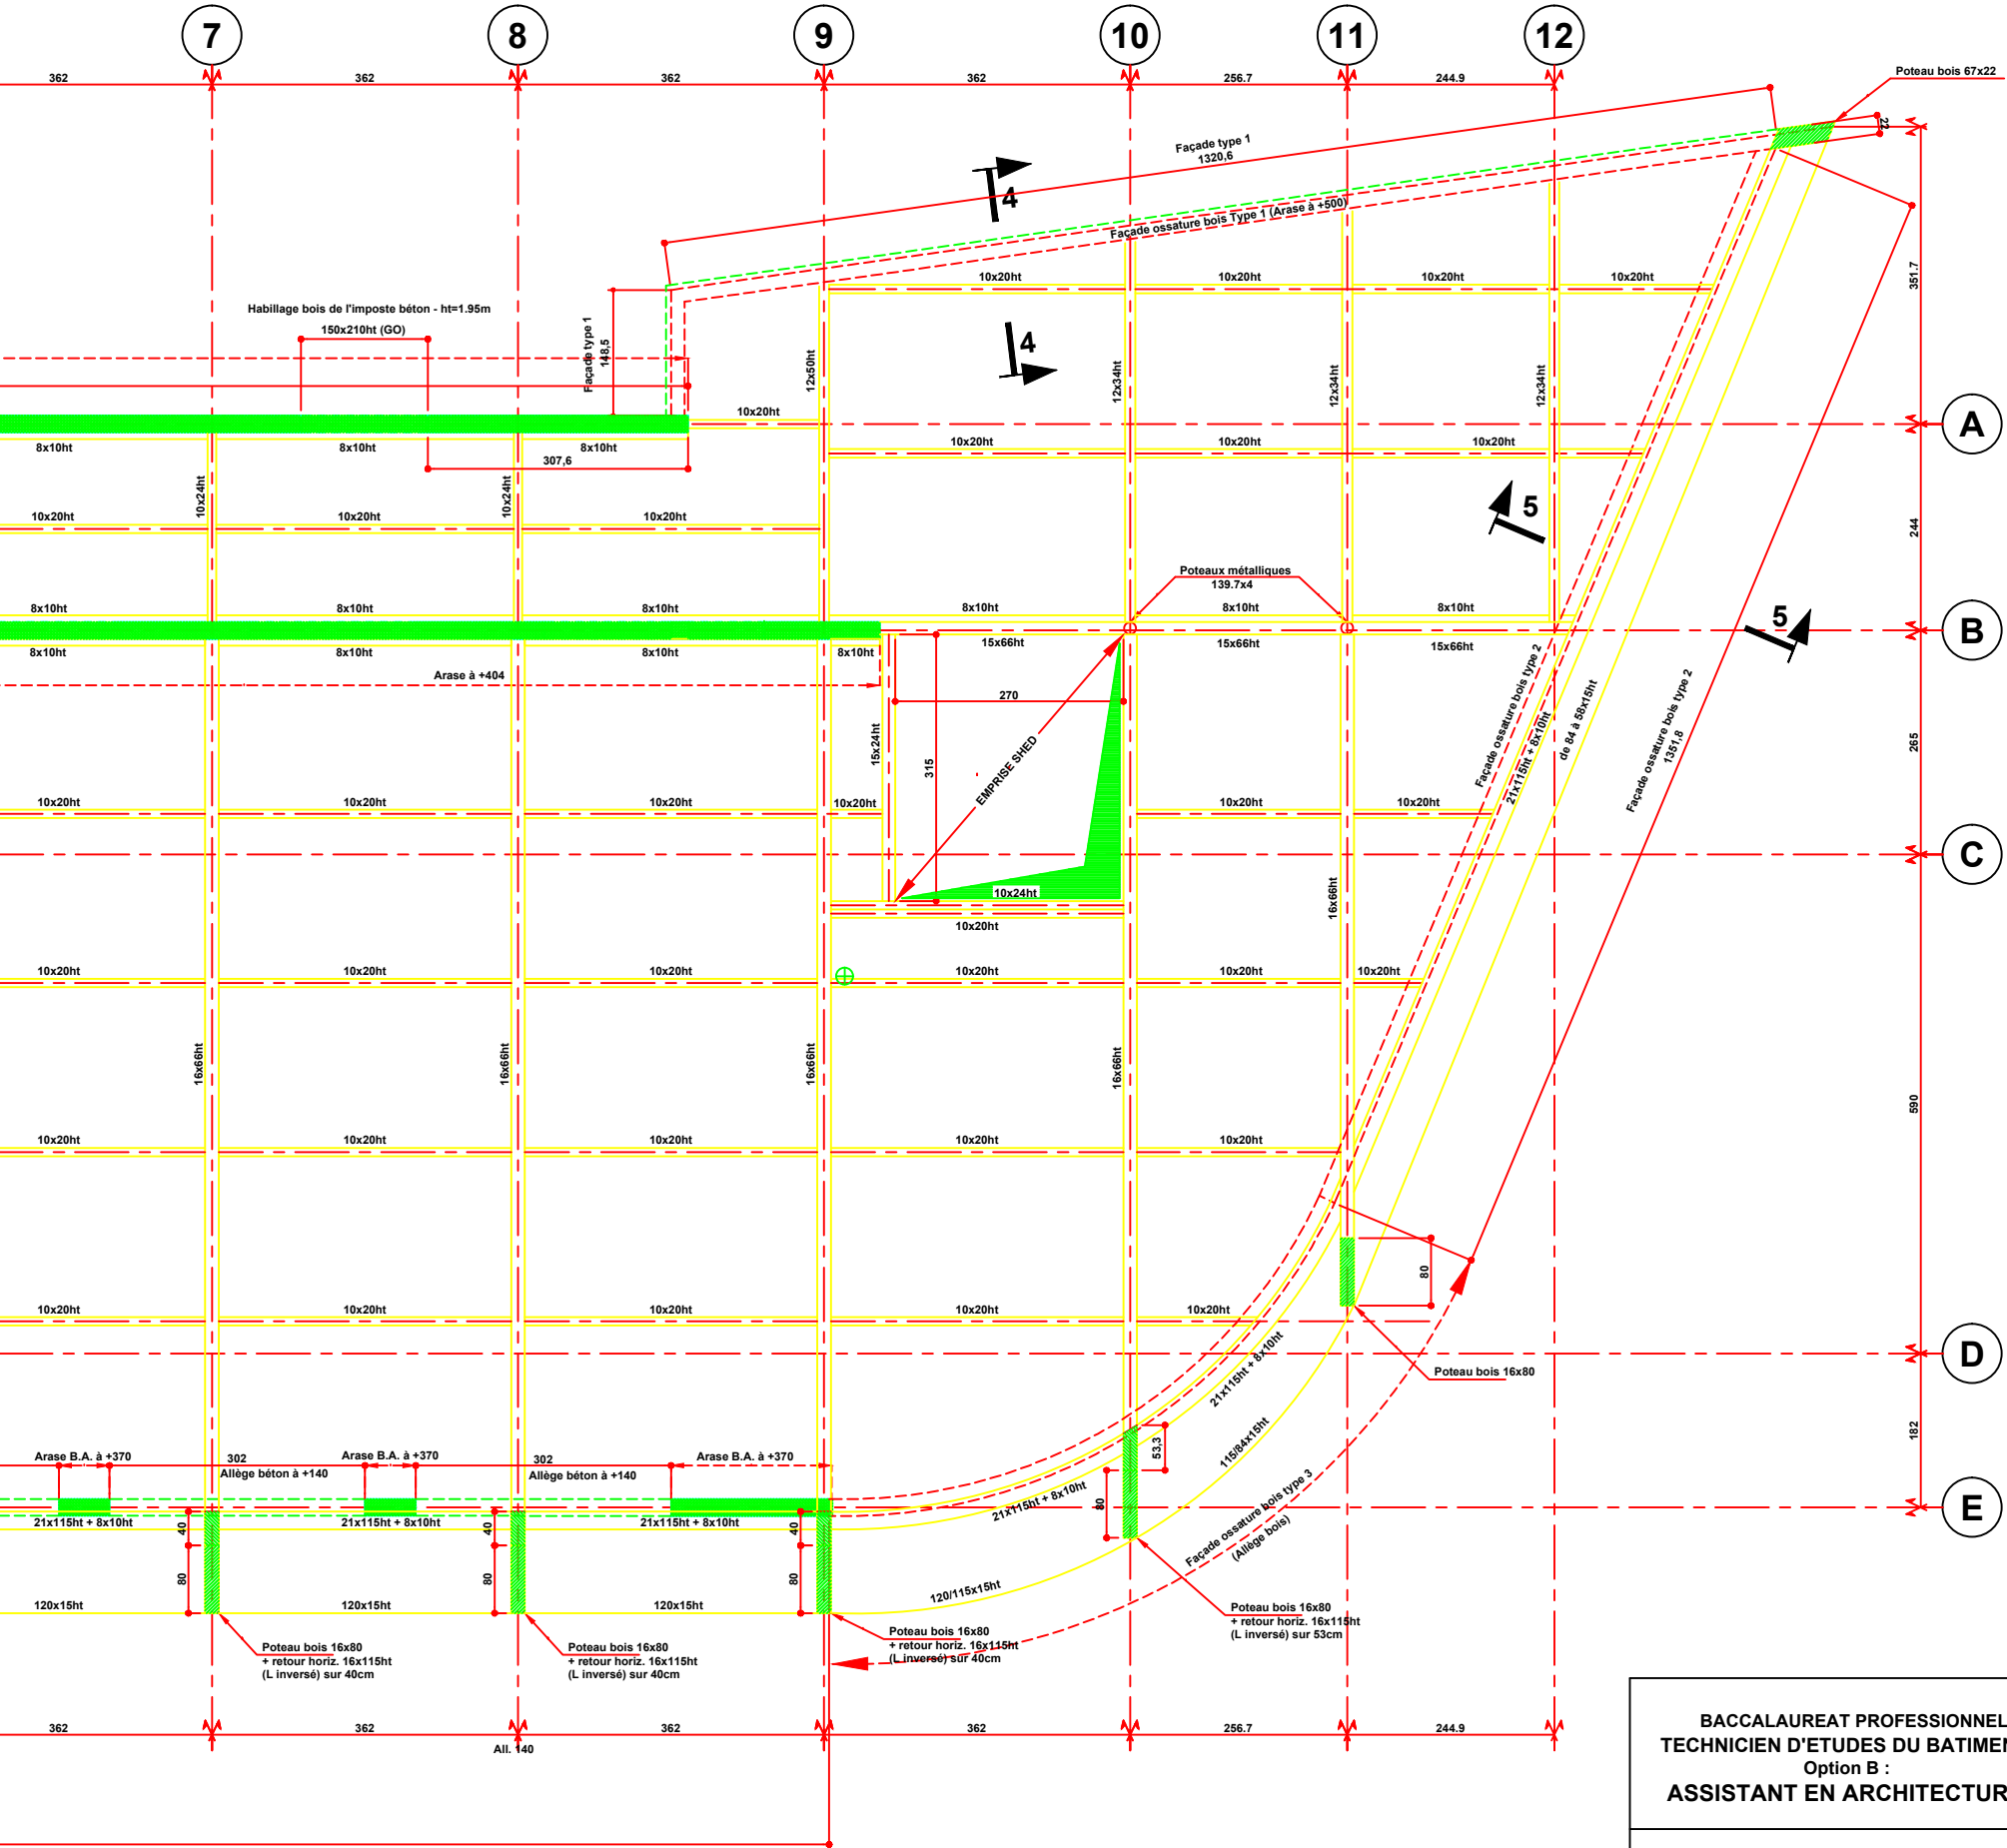 7
8
9
10
11
12
362
362
362
362
256.7
244.9
Poteau bois 67x22
22
Façade type 1
1320,6
4
Façade ossature bois Type 1 (Arase à +500)
351.7
10x20ht
10x20ht
10x20ht
10x20ht
Habillage bois de l'imposte béton - ht=1.95m
150x210ht (GO)
Façade type 1
148,5
4
12x50ht
12x34ht
12x34ht
12x34ht
10x20ht
A
8x10ht
8x10ht
8x10ht
307,6
10x20ht
10x20ht
10x20ht
10x24ht
10x24ht
5
10x20ht
10x20ht
10x20ht
244
Poteaux métalliques
139.7x4
8x10ht
8x10ht
8x10ht
8x10ht
8x10ht
8x10ht
5
B
8x10ht
8x10ht
8x10ht
8x10ht
15x66ht
15x66ht
15x66ht
Arase à +404
270
Façade ossature bois type 2
21x115ht + 8x10ht
de 84 à 58x15ht
Façade ossature bois type 2
1351,8
15x24ht
315
EMPRISE SHED
265
10x20ht
10x20ht
10x20ht
10x20ht
10x20ht
10x20ht
C
10x24ht
16x66ht
10x20ht
10x20ht
10x20ht
10x20ht
10x20ht
10x20ht
10x20ht
16x66ht
16x66ht
16x66ht
16x66ht
590
10x20ht
10x20ht
10x20ht
10x20ht
10x20ht
80
10x20ht
10x20ht
10x20ht
10x20ht
10x20ht
21x115ht + 8x10ht
D
Poteau bois 16x80
182
Arase B.A. à +370
302
Arase B.A. à +370
302
Arase B.A. à +370
Allège béton à +140
Allège béton à +140
53,3
115/84x15ht
80
21x115ht + 8x10ht
E
21x115ht + 8x10ht
21x115ht + 8x10ht
21x115ht + 8x10ht
40
40
40
Façade ossature bois type 3
(Allège bois)
80
80
80
120x15ht
120x15ht
120x15ht
120/115x15ht
Poteau bois 16x80
+ retour horiz. 16x115ht
(L inversé) sur 40cm
Poteau bois 16x80
+ retour horiz. 16x115ht
(L inversé) sur 40cm
Poteau bois 16x80
+ retour horiz. 16x115ht
(L inversé) sur 40cm
Poteau bois 16x80
+ retour horiz. 16x115ht
(L inversé) sur 53cm
362
362
362
362
256.7
244.9
All. 140
BACCALAUREAT PROFESSIONNEL
TECHNICIEN D'ETUDES DU BATIMEN
Option B :
ASSISTANT EN ARCHITECTUR